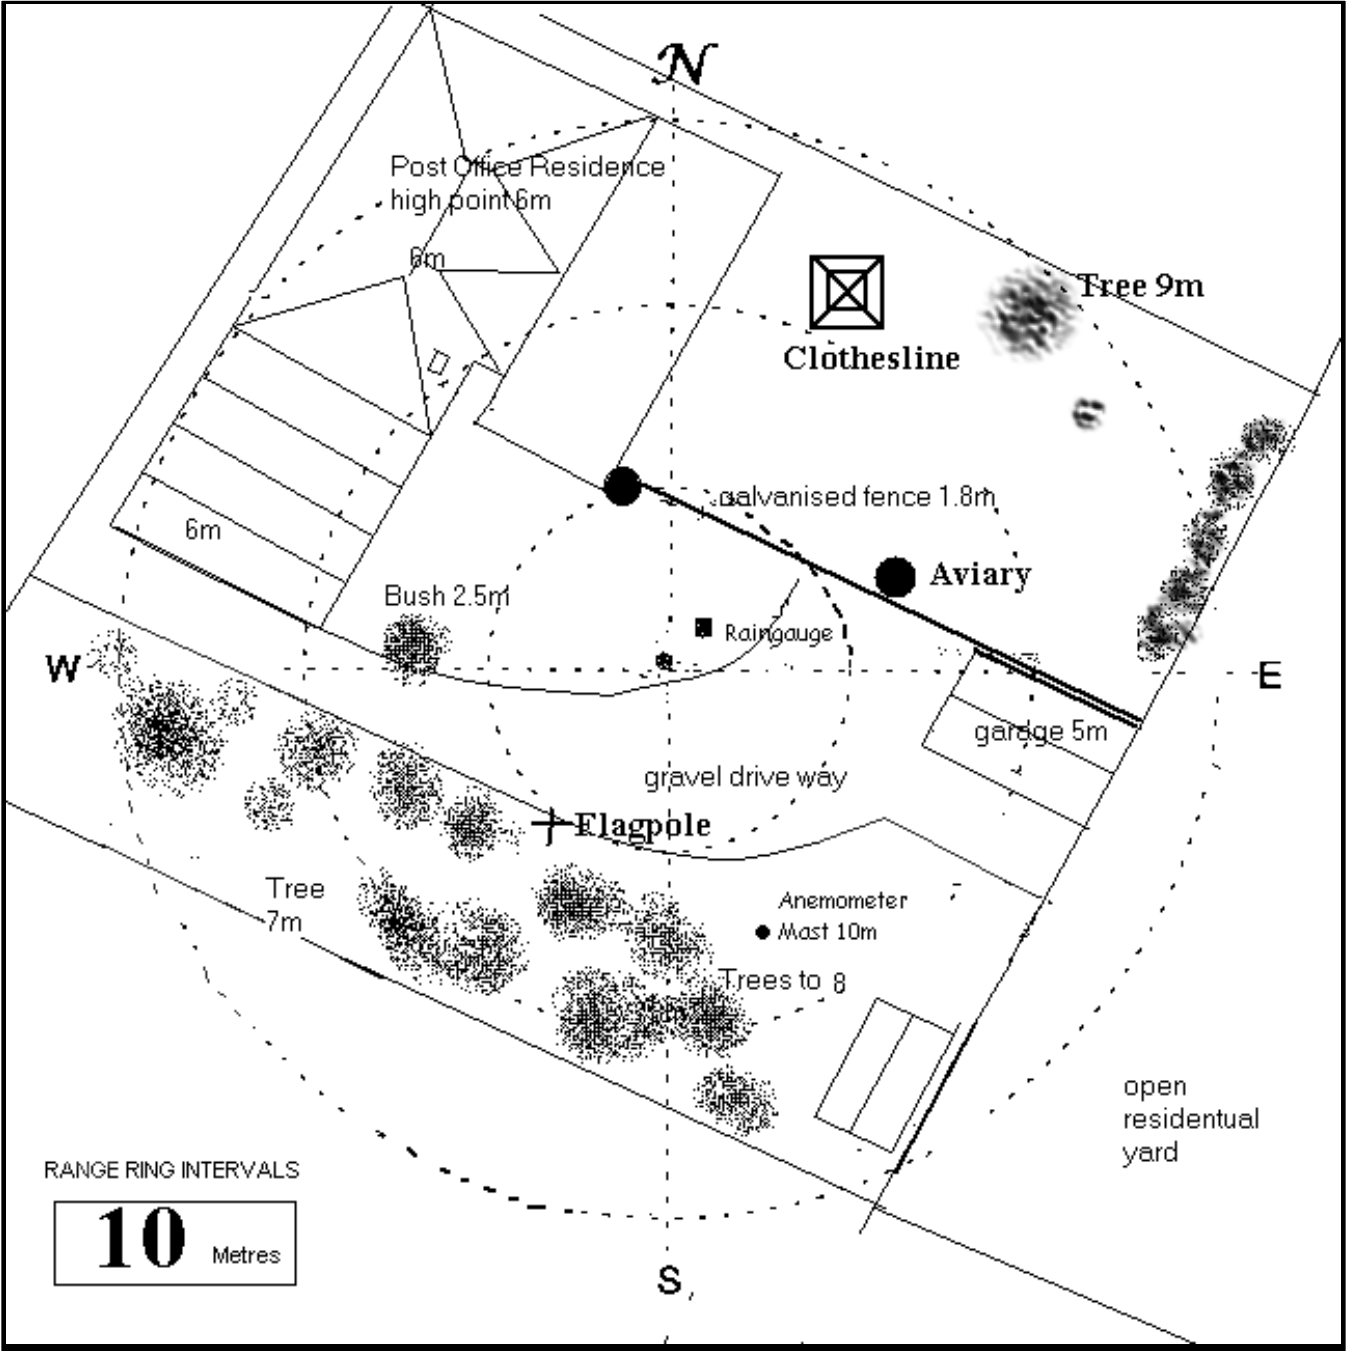 N
Post Office Residence
high point 6m
6m
Tree 9m
Clothesline
galvanised fence 1.8m
6m
Aviary
Bush 2.5m
Raingauge
W
E
garage 5m
gravel drive way
Flagpole
Tree
7m
Anemometer
Mast 10m
Trees to 8
open
residentual
yard
RANGE RING INTERVALS
10 Metres
S